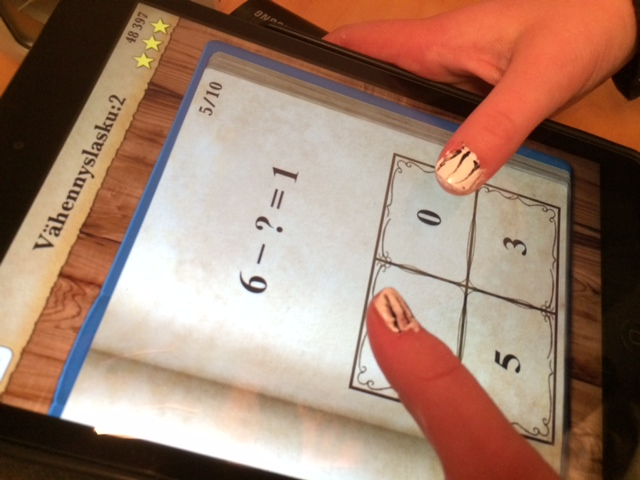 Vähennyslasku:2
48 397
5/10
6 – ? = 1
0
5 3